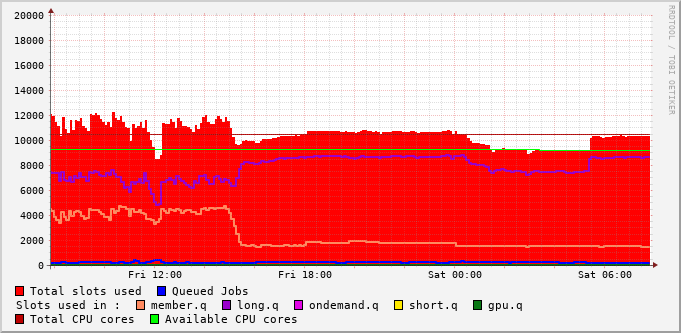 RRDTOOL / TOBI OETIKER
20000
18000
16000
14000
12000
10000
8000
6000
4000
2000
0
Fri 12:00 Fri 18:00 Sat 00:00 Sat 06:00
Total slots used Queued Jobs
Slots used in : member.q long.q ondemand.q short.q gpu.q
Total CPU cores Available CPU cores